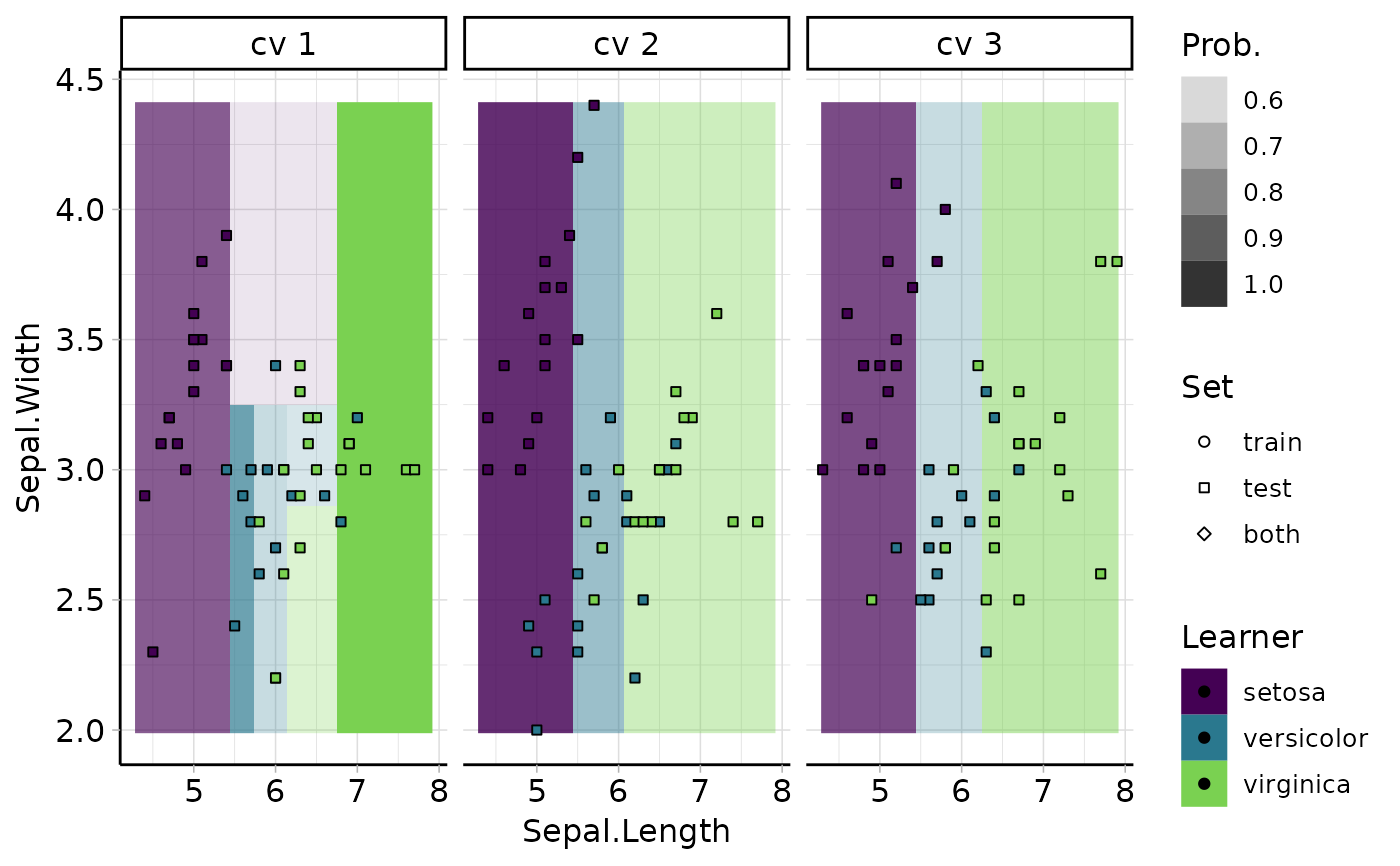 cv 1
cv 2
cv 3
4.5
4.0
3.5
3.0
2.5
2.0
Sepal.Width
5 6 7 8
5 6 7 8
5 6 7 8
Sepal.Length
Prob.
0.6
0.7
0.8
0.9
1.0
Set
train
test
both
Learner
setosa
versicolor
virginica